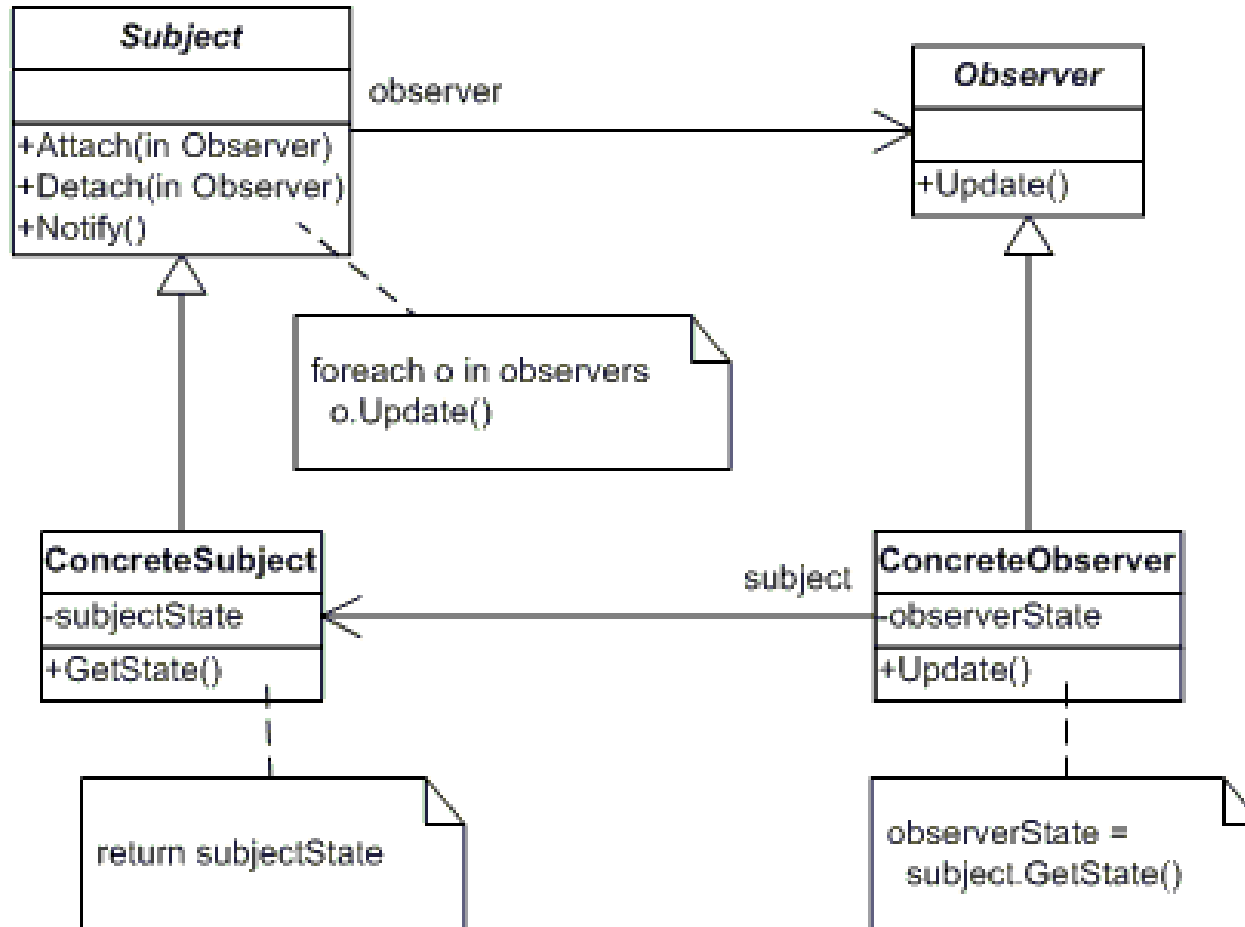 Subject
+Attach(in Observer)
+Detach(in Observer)
+Notify()
observer
Observer
+Update()
foreach o in observers
o.Update()
ConcreteSubject
-subjectState
+GetState()
subject
ConcreteObserver
-observerState
+Update()
return subjectState
observerState =
subject.GetState()